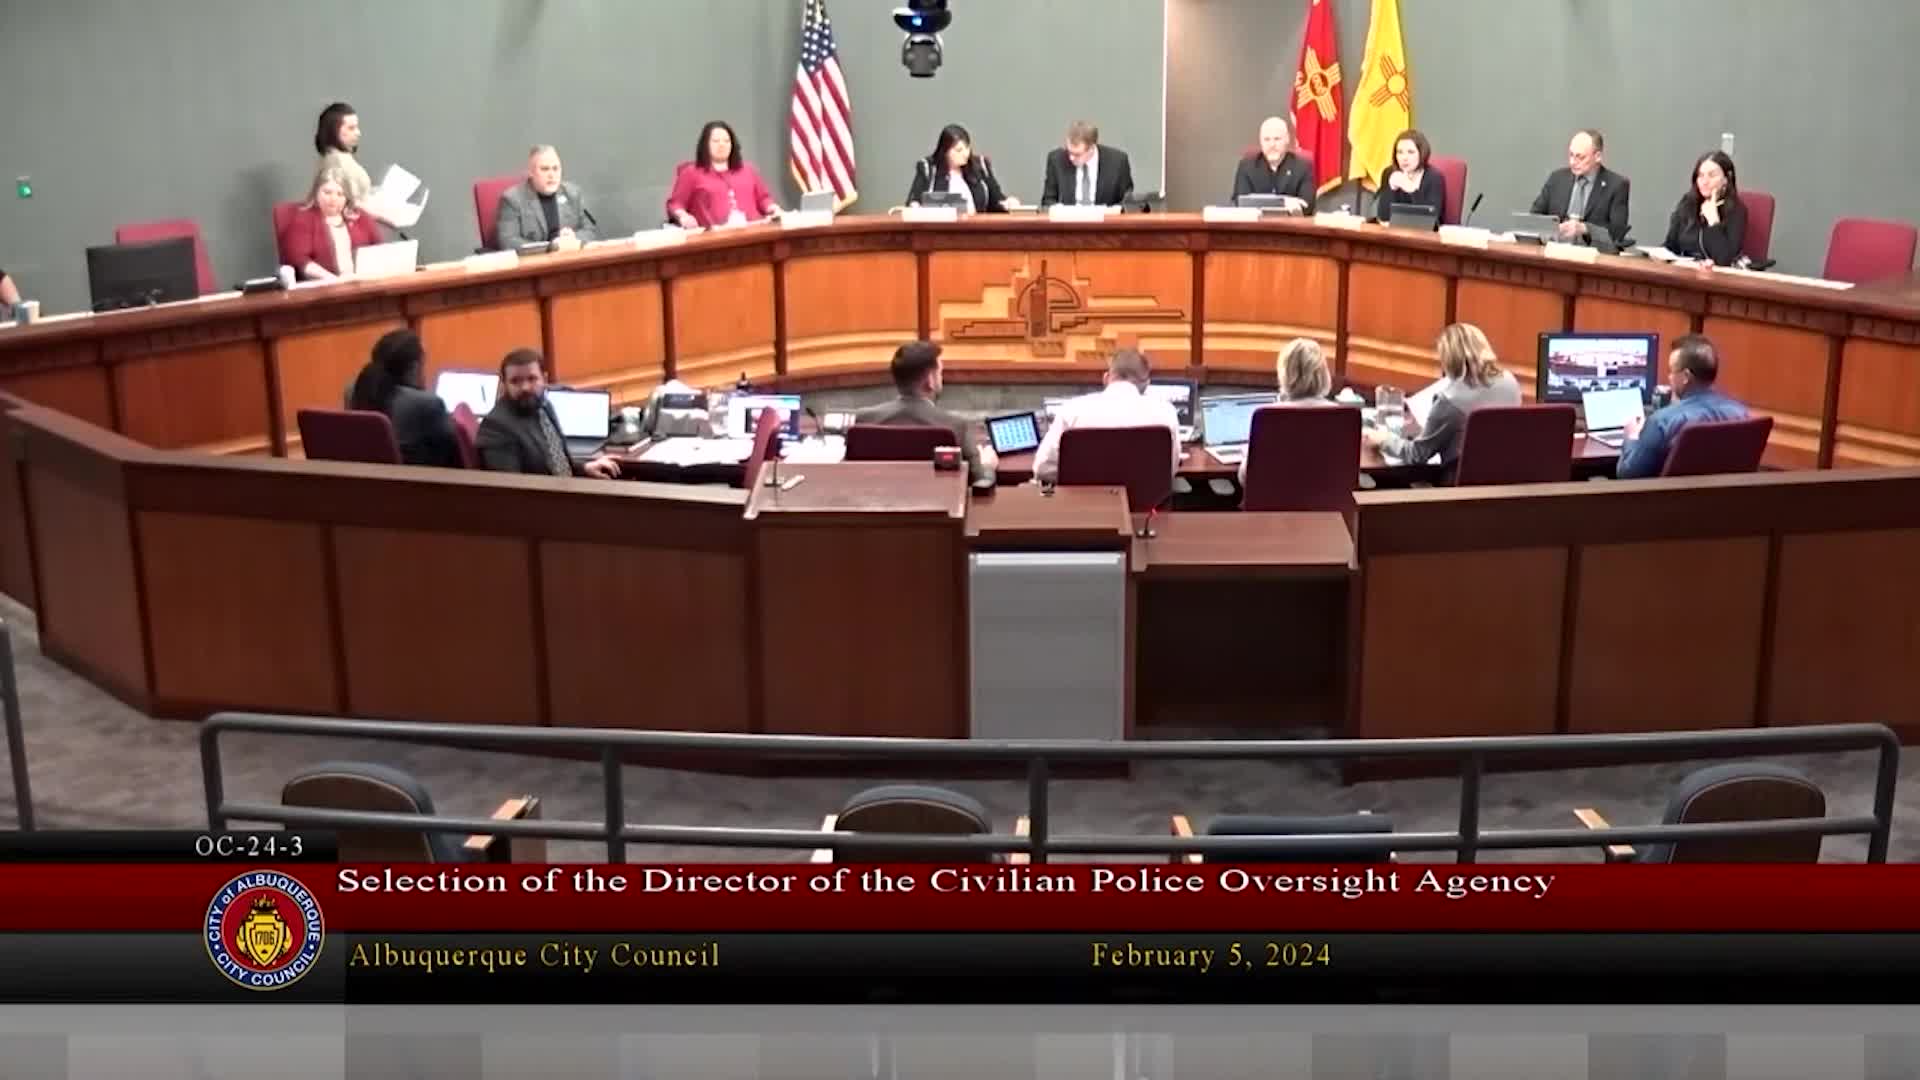 OC-24-3
Selection of the Director of the Civilian Police Oversight Agency
CITY of ALBUQUERQUE
1706
CITY COUNCIL
Albuquerque City Council
February 5, 2024